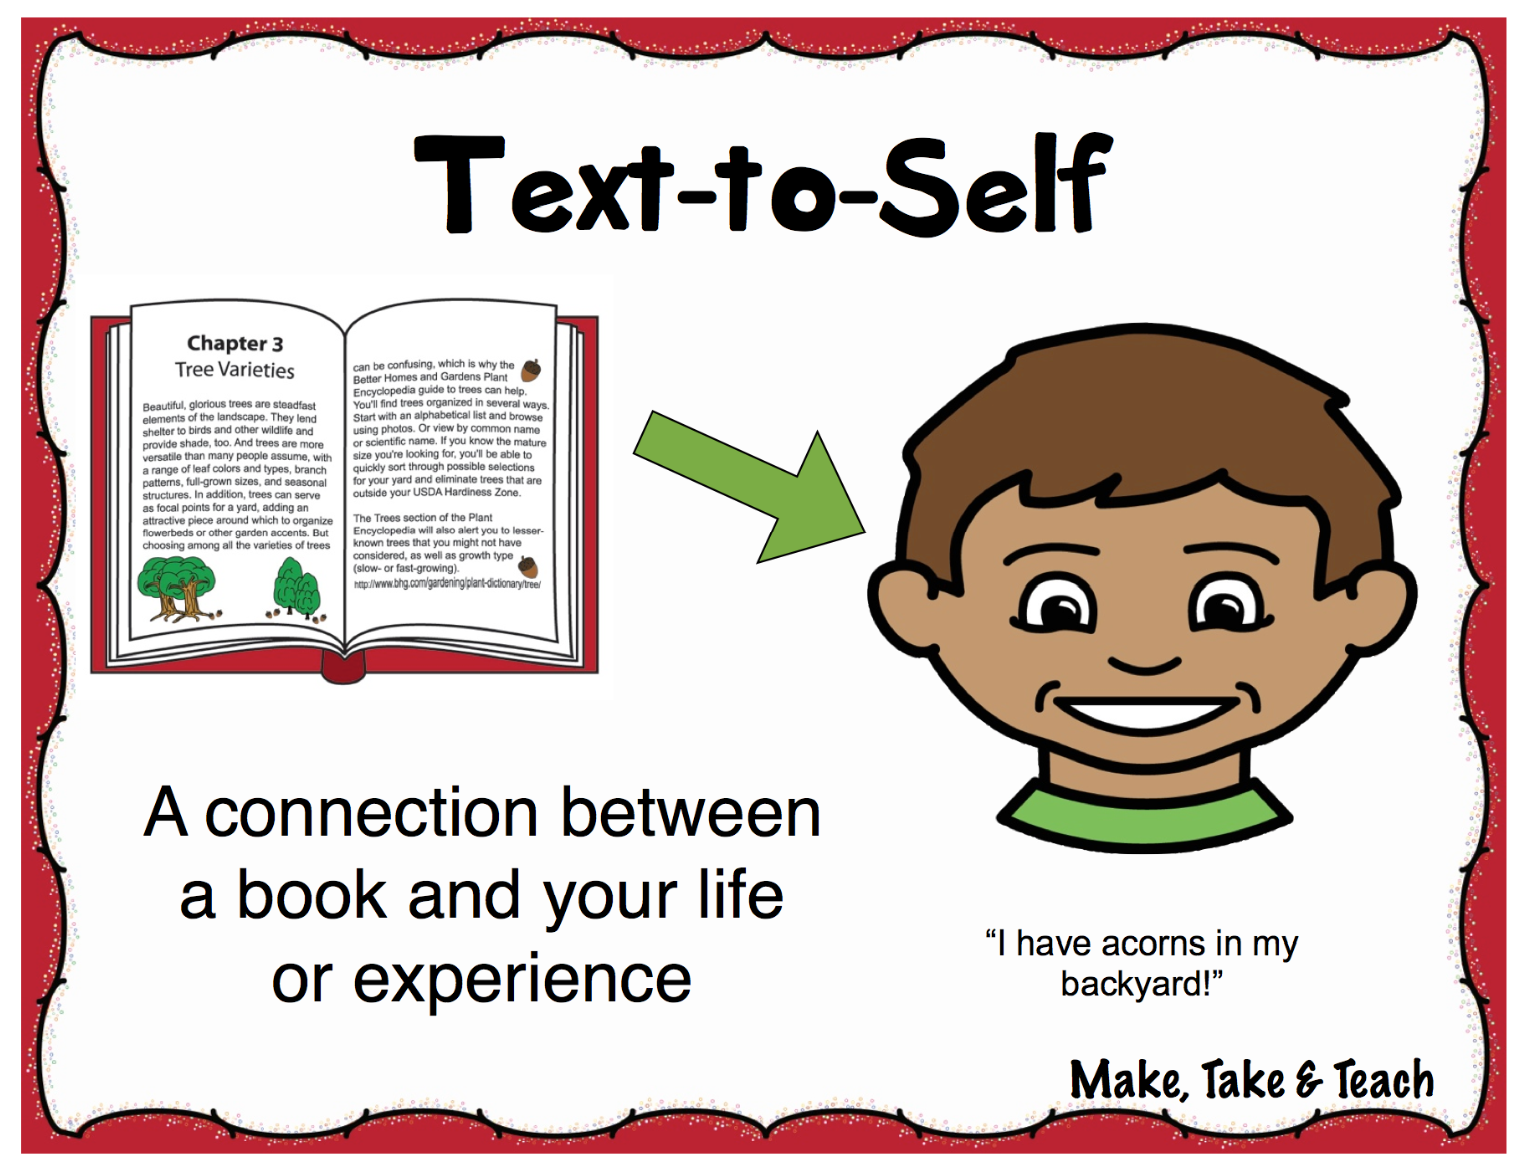 Text-to-Self
Chapter 3
Tree Varieties
Beautiful, glorious trees are steadfast
elements of the landscape. They lend
shelter to birds and other wildlife and
provide shade, too. And trees are more
versatile than many people assume, with
a range of leaf colors and types, branch
patterns, full-grown sizes, and seasonal
structures. In addition, trees can serve
as focal points for a yard, adding an
attractive piece around which to organize
flowerbeds or other garden accents. But
choosing among all the varieties of trees
can be confusing, which is why the
Better Homes and Gardens Plant
Encyclopedia guide to trees can help.
You'll find trees organized in several ways.
Start with an alphabetical list and browse
using photos. Or view by common name
or scientific name. If you know the mature
size you're looking for, you'll be able to
quickly sort through possible selections
for your yard and eliminate trees that are
outside your USDA Hardiness Zone.
The Trees section of the Plant
Encyclopedia will also alert you to lesser-
known trees that you might not have
considered, as well as growth type
(slow- or fast-growing).
http://www.bhg.com/gardening/plant-dictionary/tree/
A connection between
a book and your life
or experience
“I have acorns in my
backyard!”
Make, Take & Teach